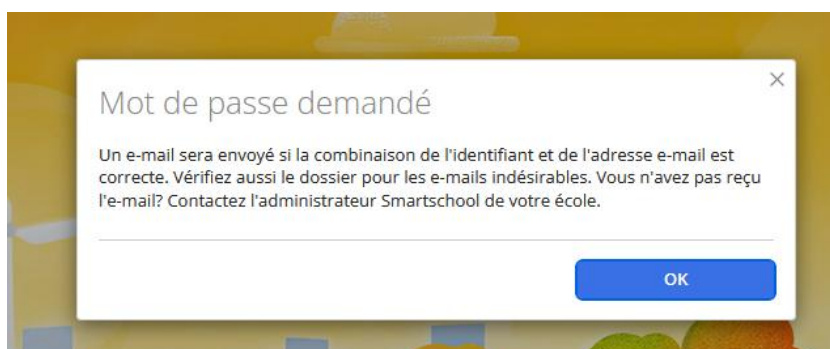 Mot de passe demandé
Un e-mail sera envoyé si la combinaison de l'identifiant et de l'adresse e-mail est
correcte. Vérifiez aussi le dossier pour les e-mails indésirables. Vous n'avez pas reçu
l'e-mail? Contactez l'administrateur Smartschool de votre école.
OK